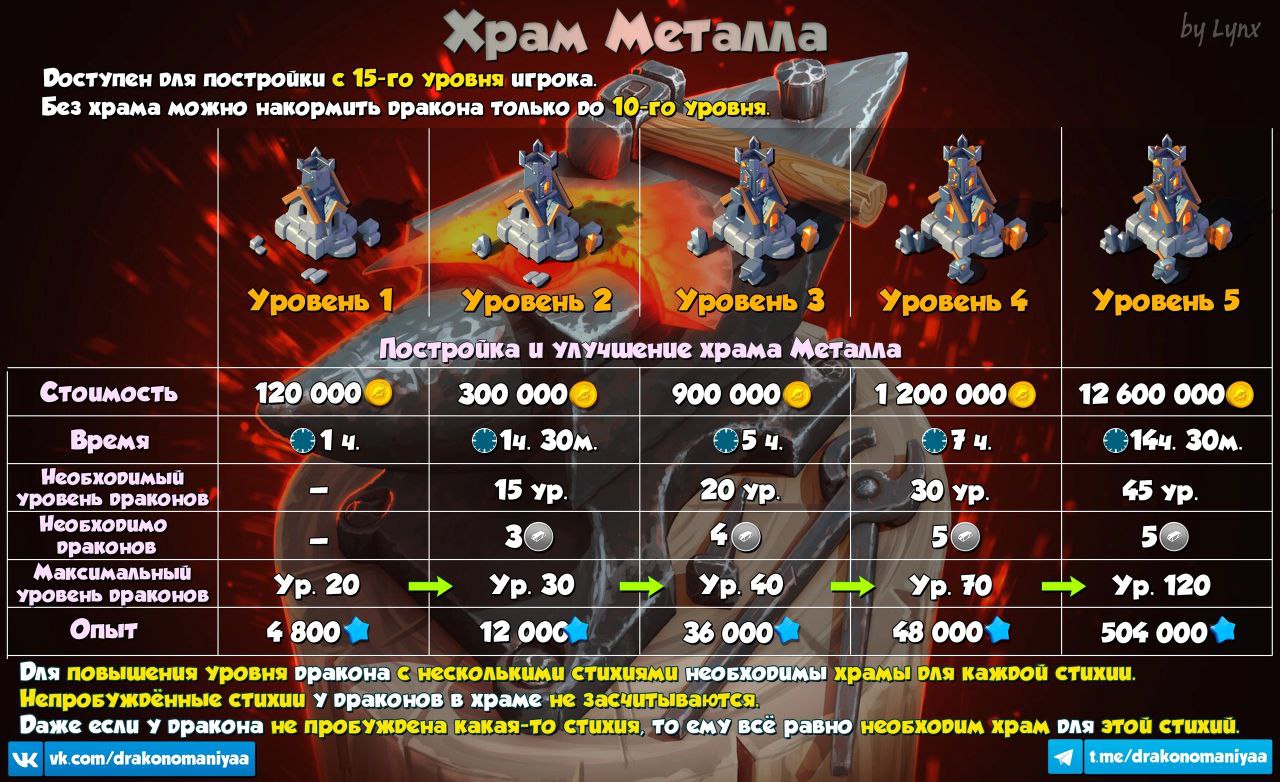 Храм Металла
by Lynx
Доступен для постройки с 15-го уровня игрока.
Без храма можно накормить дракона только до 10-го уровня.
Уровень 1 Уровень 2 Уровень 3 Уровень 4 Уровень 5
Постройка и улучшение храма Металла
Стоимость 120 000 300 000 900 000 1 200 000 12 600 000
Время 1 ч. 1ч. 30м. 5 ч. 7 ч. 14ч. 30м.
Необходимый
уровень драконов – 15 ур. 20 ур. 30 ур. 45 ур.
Необходимо
драконов – 3 4 5 5
Максимальный
уровень драконов Ур. 20 Ур. 30 Ур. 40 Ур. 70 Ур. 120
Опыт 4 800 12 000 36 000 48 000 504 000
Для повышения уровня дракона с несколькими стихиями необходимы храмы для каждой стихии.
Непробуждённые стихии у драконов в храме не засчитываются.
Даже если у дракона не пробуждена какая-то стихия, то ему всё равно необходим храм для этой стихий.
vk.com/drakonomaniyaa
t.me/drakonomaniyaa